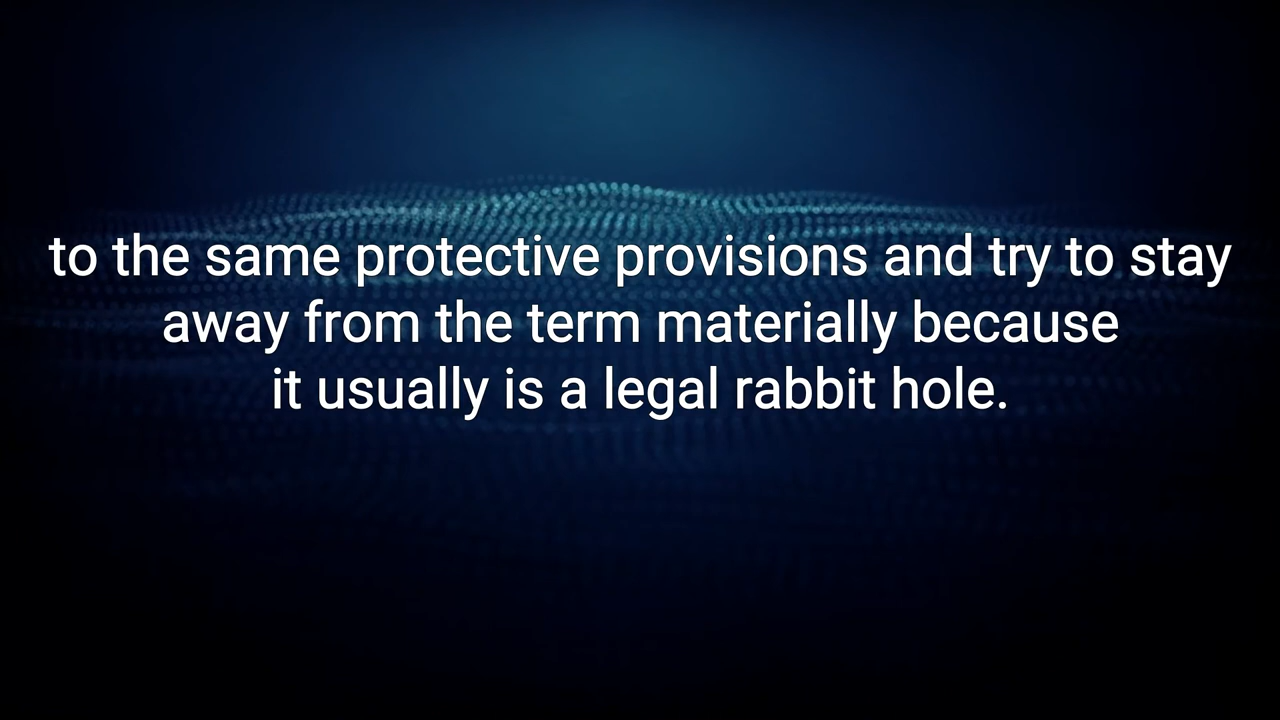 to the same protective provisions and try to stay
away from the term materially because
it usually is a legal rabbit hole.